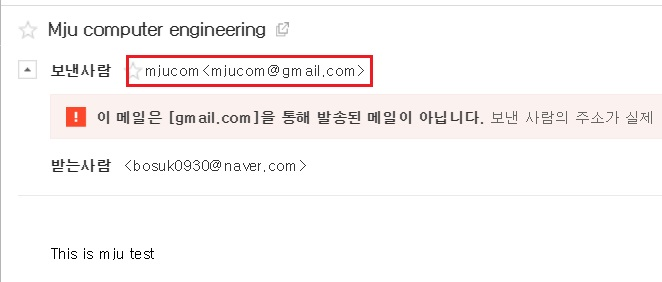 Mju computer engineering
보낸사람 mjucom<mjucom@gmail.com>
! 이 메일은 [gmail.com]을 통해 발송된 메일이 아닙니다. 보낸 사람의 주소가 실제
받는사람 <bosuk0930@naver.com>
This is mju test